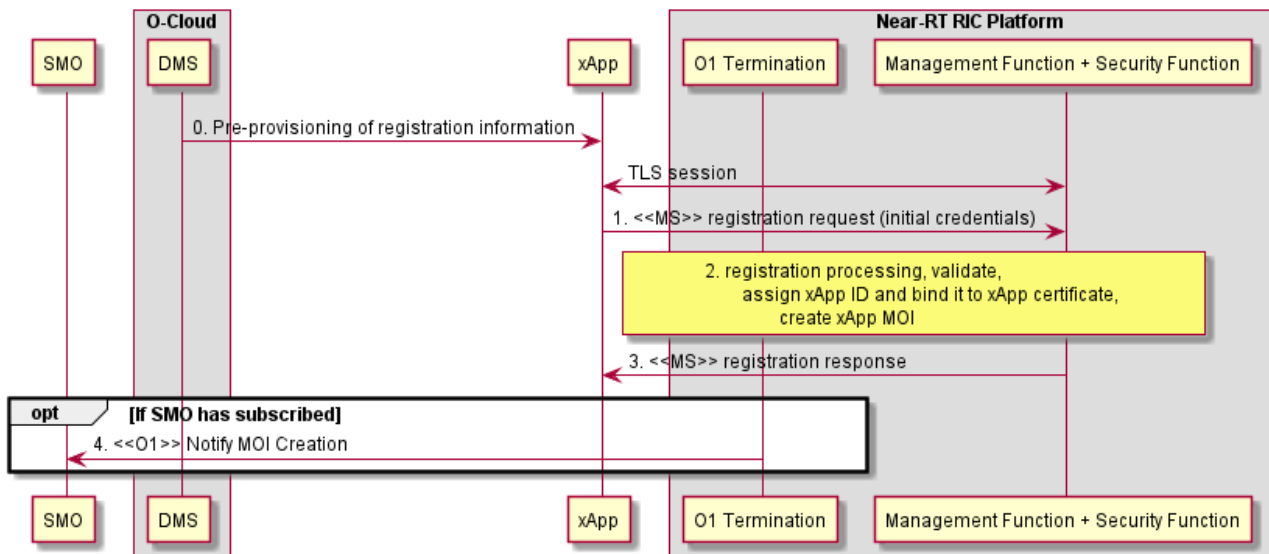 O-Cloud
Near-RT RIC Platform
SMO
DMS
xApp
O1 Termination
Management Function + Security Function
0. Pre-provisioning of registration information
TLS session
1. <<MS>> registration request (initial credentials)
2. registration processing, validate,
assign xApp ID and bind it to xApp certificate,
create xApp MOI
3. <<MS>> registration response
opt
[If SMO has subscribed]
4. <<O1>> Notify MOI Creation
SMO
DMS
xApp
O1 Termination
Management Function + Security Function